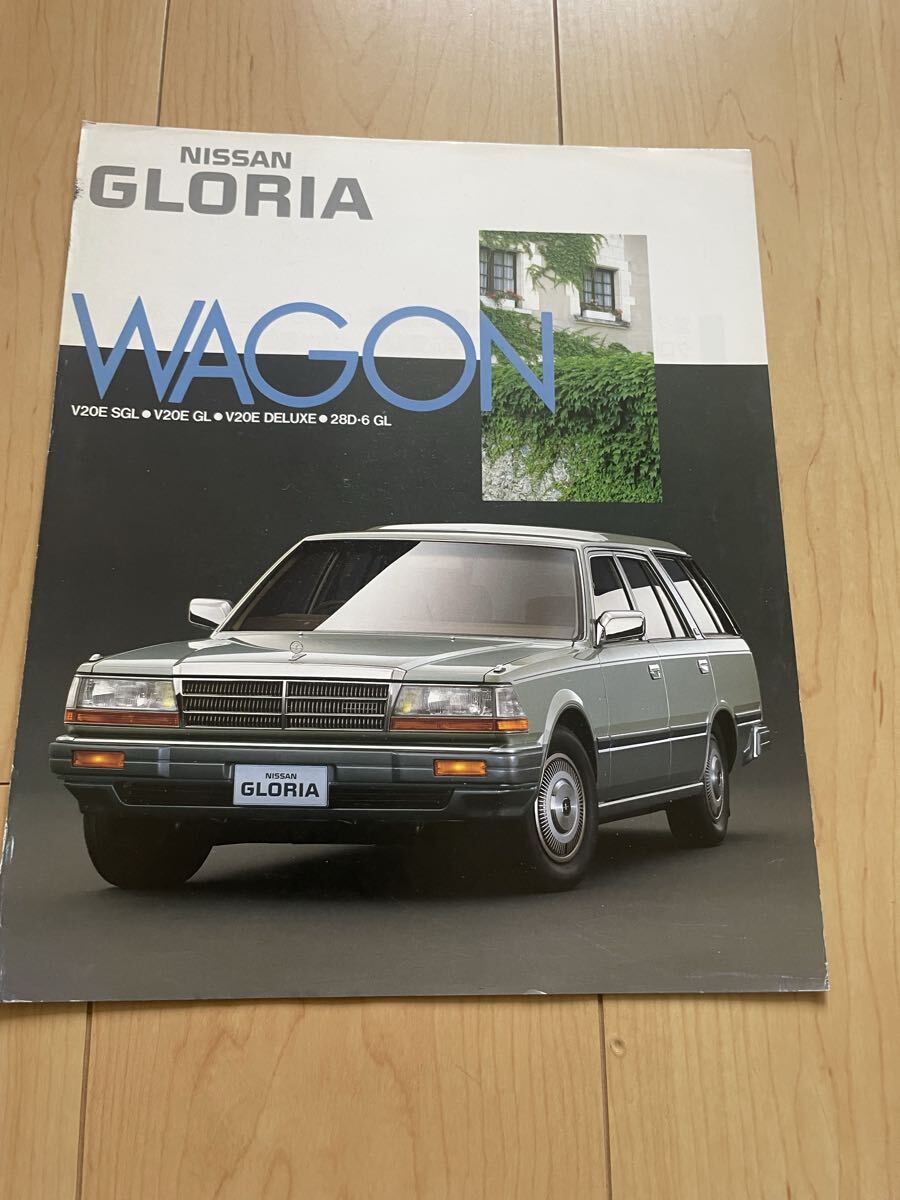 NISSAN
GLORIA
WAGON
V20E SGL ● V20E GL ● V20E DELUXE ● 28D·6 GL
NISSAN
GLORIA